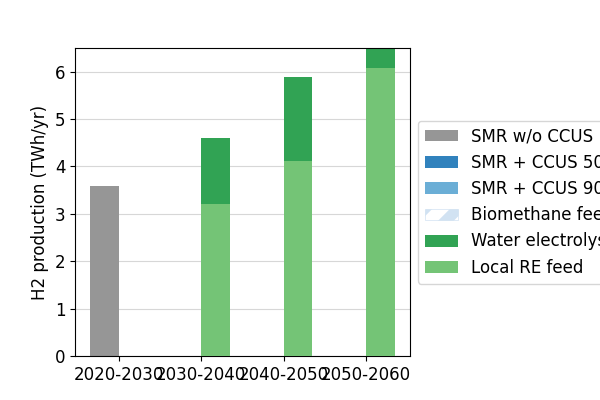 H2 production (TWh/yr)
6
5
4
3
2
1
0
2020-2030
2030-2040
2040-2050
2050-2060
SMR w/o CCUS
SMR + CCUS 50
SMR + CCUS 90
Biomethane fee
Water electrolys
Local RE feed